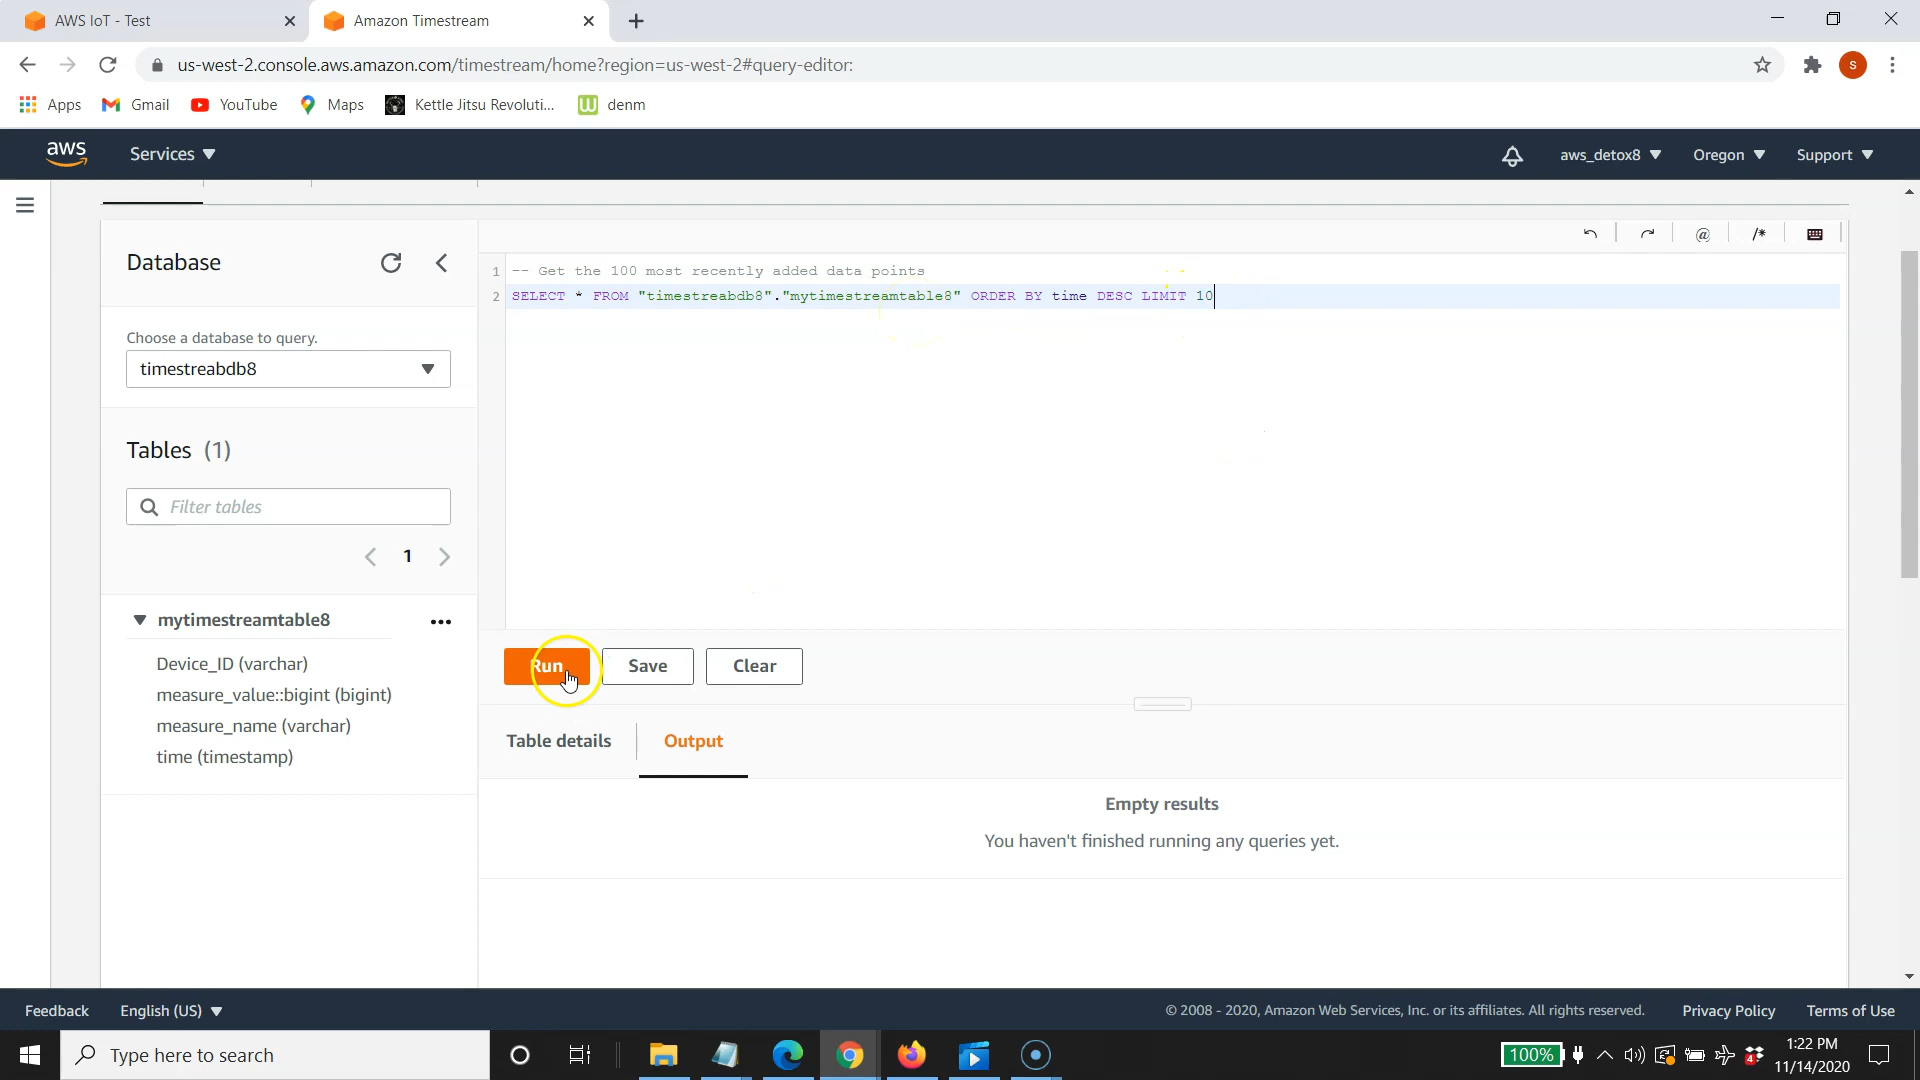 AWS IoT - Test
Amazon Timestream
us-west-2.console.aws.amazon.com/timestream/home?region=us-west-2#query-editor:
S
Apps
Gmail
YouTube
Maps
Kettle Jitsu Revoluti...
denm
aws
Services
aws_detox8
Oregon
Support
Database
@
/*
1 -- Get the 100 most recently added data points
2 SELECT * FROM "timestreabdb8"."mytimestreamtable8" ORDER BY time DESC LIMIT 10
Choose a database to query.
timestreabdb8
Tables (1)
Filter tables
1
mytimestreamtable8
Device_ID (varchar)
measure_value::bigint (bigint)
measure_name (varchar)
time (timestamp)
Run
Save
Clear
Table details
Output
Empty results
You haven't finished running any queries yet.
Feedback
English (US)
© 2008 - 2020, Amazon Web Services, Inc. or its affiliates. All rights reserved.
Privacy Policy
Terms of Use
Type here to search
100%
4
1:22 PM
11/14/2020